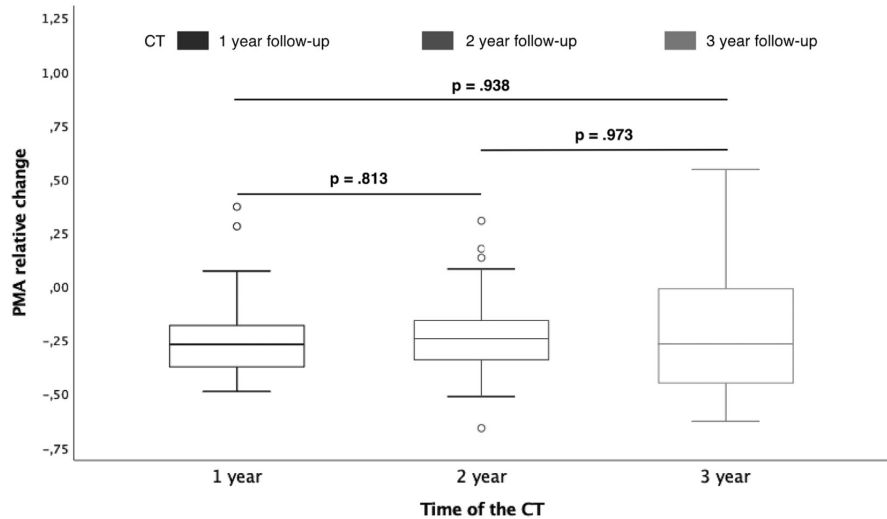 1,25
CT 1 year follow-up 2 year follow-up 3 year follow-up
1,00
p = .938
,75
p = .973
,50
p = .813
,25
,00
-,25
-,50
-,75
PMA relative change
1 year 2 year 3 year
Time of the CT